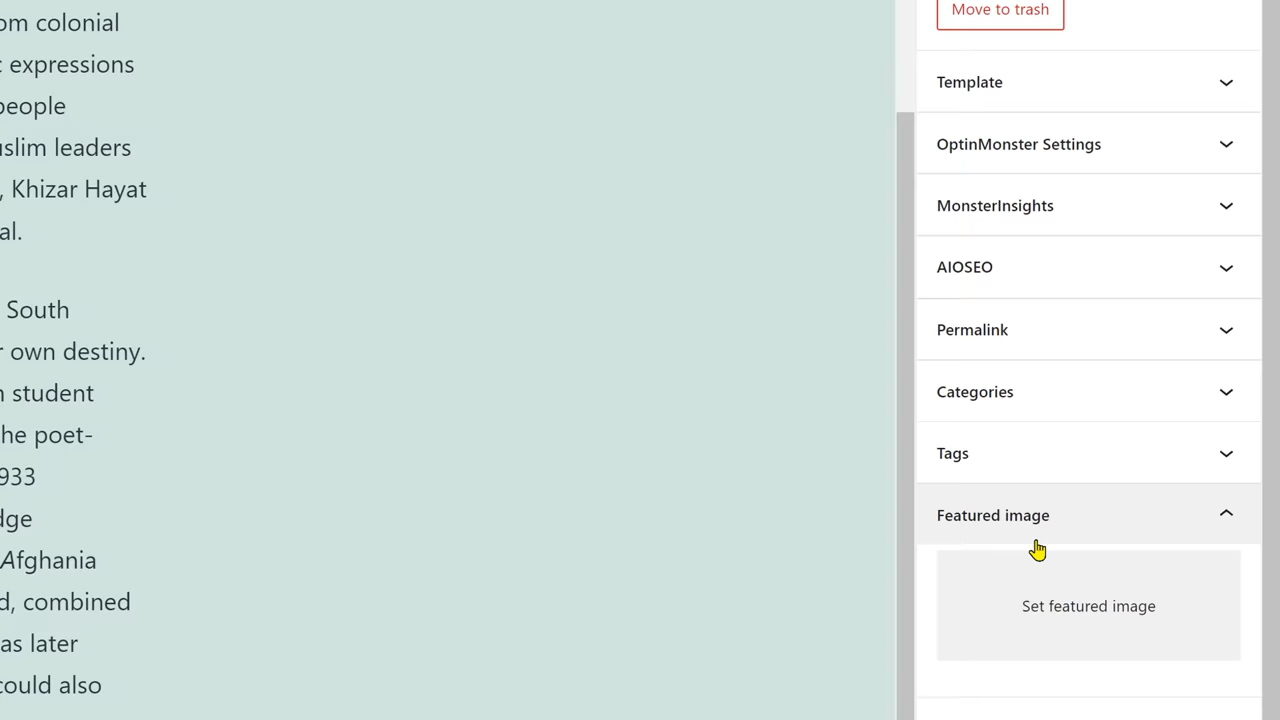 om colonial
expressions
people
uslim leaders
, Khizar Hayat
al.
South
r own destiny.
n student
he poet-
933
dge
Afghania
d, combined
as later
could also
Move to trash
Template
OptinMonster Settings
MonsterInsights
AIOSEO
Permalink
Categories
Tags
Featured image
Set featured image